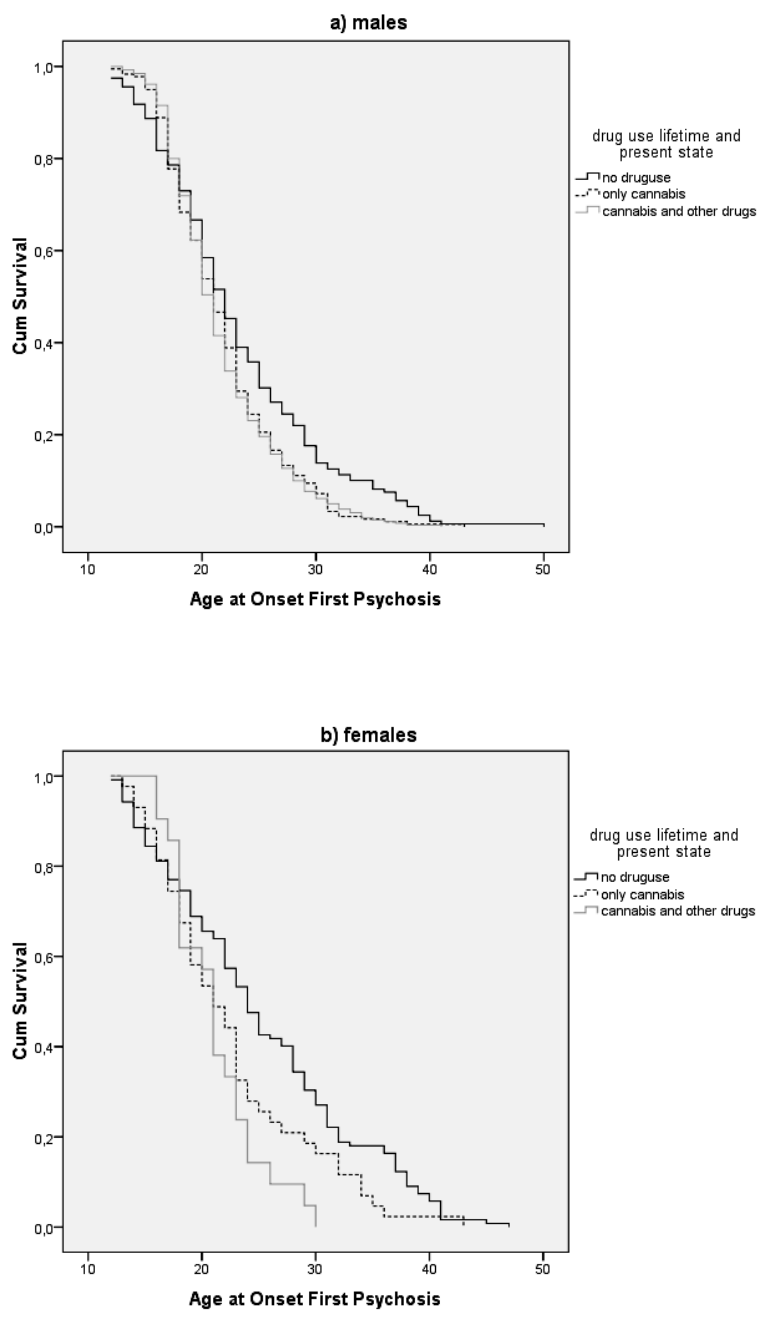 a) males
1,0
0,8
0,6
0,4
0,2
0,0
Cum Survival
10 20 30 40 50
Age at Onset First Psychosis
drug use lifetime and
present state
no druguse
only cannabis
cannabis and other drugs
b) females
1,0
0,8
0,6
0,4
0,2
0,0
Cum Survival
10 20 30 40 50
Age at Onset First Psychosis
drug use lifetime and
present state
no druguse
only cannabis
cannabis and other drugs